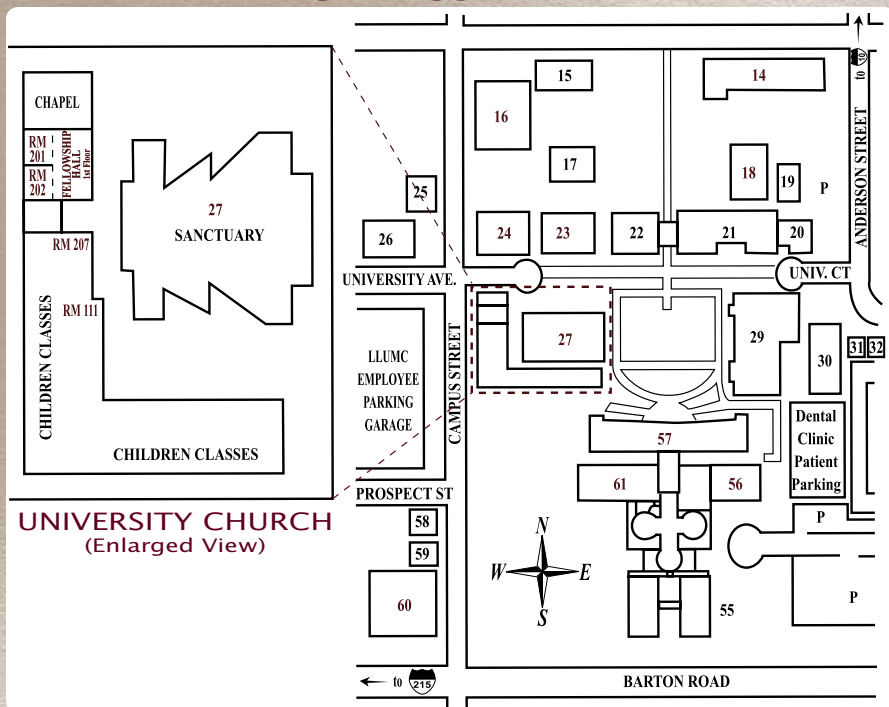 CHAPEL
RM
201
RM
202
FELLOWSHIP
HALL
1st Floor
RM 207
RM 111
27
SANCTUARY
CHILDREN CLASSES
CHILDREN CLASSES
UNIVERSITY CHURCH
(Enlarged View)
14
15
16
17
18
19
P
20
21
22
23
24
25
26
UNIVERSITY AVE.
UNIV. CT
ANDERSON STREET
to
10
CAMPUS STREET
LLUMC
EMPLOYEE
PARKING
GARAGE
27
29
30
31
32
Dental
Clinic
Patient
Parking
57
61
56
PROSPECT ST
58
59
60
N
W
E
S
55
P
P
to
215
BARTON ROAD